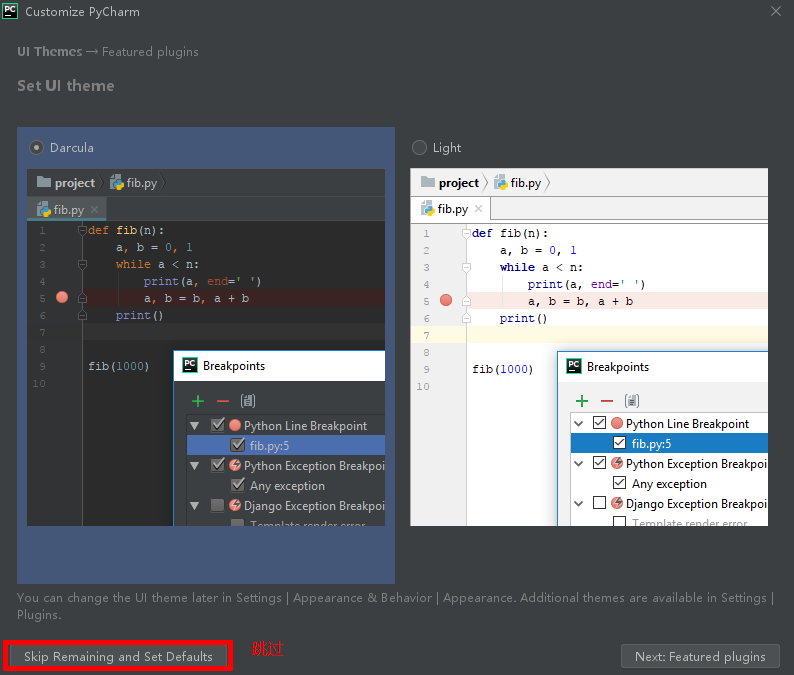 PC Customize PyCharm
UI Themes → Featured plugins
Set UI theme
Darcula
project fib.py
fib.py
1 def fib(n):
2 a, b = 0, 1
3 while a < n:
4 print(a, end=' ')
5 a, b = b, a + b
6 print()
7
8
9 fib(1000)
10
PC Breakpoints
Python Line Breakpoint
fib.py:5
Python Exception Breakpoi
Any exception
Django Exception Breakpoi
Template render error
Light
project fib.py
fib.py
1 def fib(n):
2 a, b = 0, 1
3 while a < n:
4 print(a, end=' ')
5 a, b = b, a + b
6 print()
7
8
9 fib(1000)
10
PC Breakpoints
Python Line Breakpoint
fib.py:5
Python Exception Breakpoi
Any exception
Django Exception Breakpoi
Template render error
You can change the UI theme later in Settings | Appearance & Behavior | Appearance. Additional themes are available in Settings |
Plugins.
Skip Remaining and Set Defaults
跳过
Next: Featured plugins